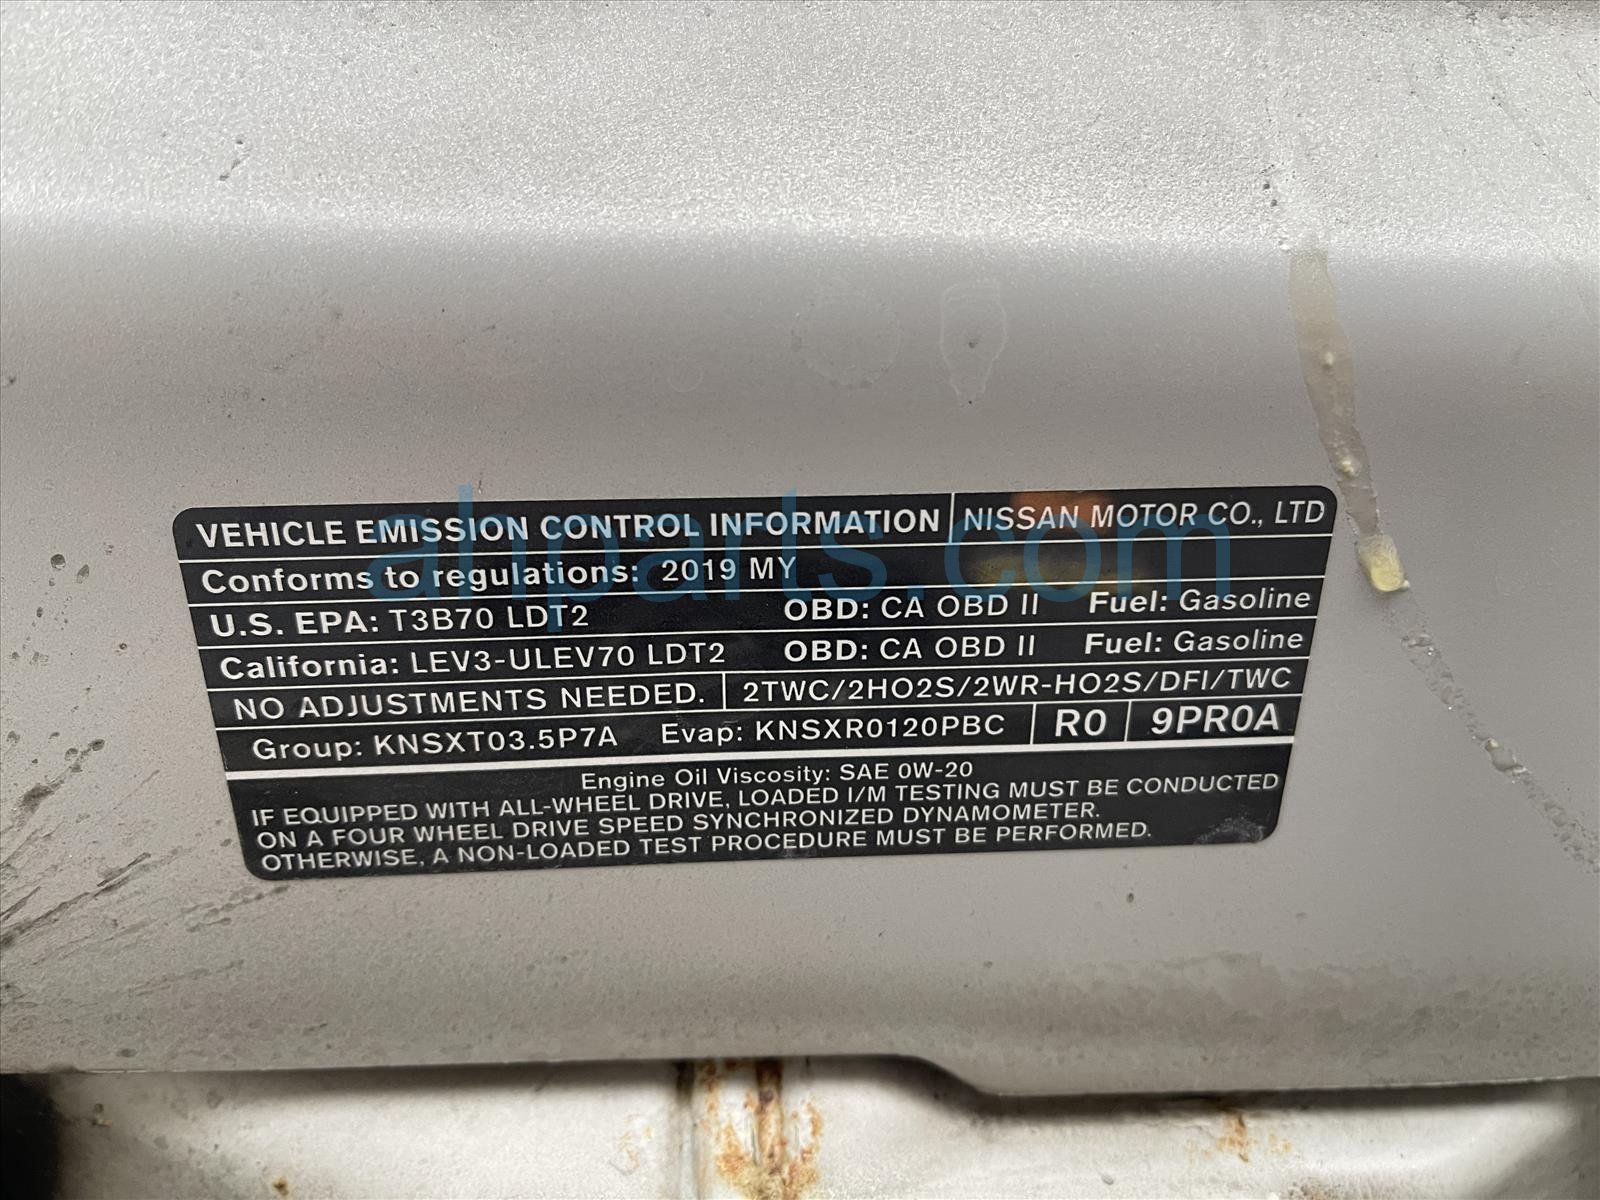 VEHICLE EMISSION CONTROL INFORMATION NISSAN MOTOR CO., LTD
Conforms to regulations: 2019 MY
U.S. EPA: T3B70 LDT2 OBD: CA OBD II Fuel: Gasoline
California: LEV3-ULEV70 LDT2 OBD: CA OBD II Fuel: Gasoline
NO ADJUSTMENTS NEEDED. 2TWC/2HO2S/2WR-HO2S/DFI/TWC
Group: KNSXT03.5P7A Evap: KNSXR0120PBC R0 9PR0A
Engine Oil Viscosity: SAE 0W-20
IF EQUIPPED WITH ALL-WHEEL DRIVE, LOADED I/M TESTING MUST BE CONDUCTED
ON A FOUR WHEEL DRIVE SPEED SYNCHRONIZED DYNAMOMETER.
OTHERWISE, A NON-LOADED TEST PROCEDURE MUST BE PERFORMED.
ahparts.com